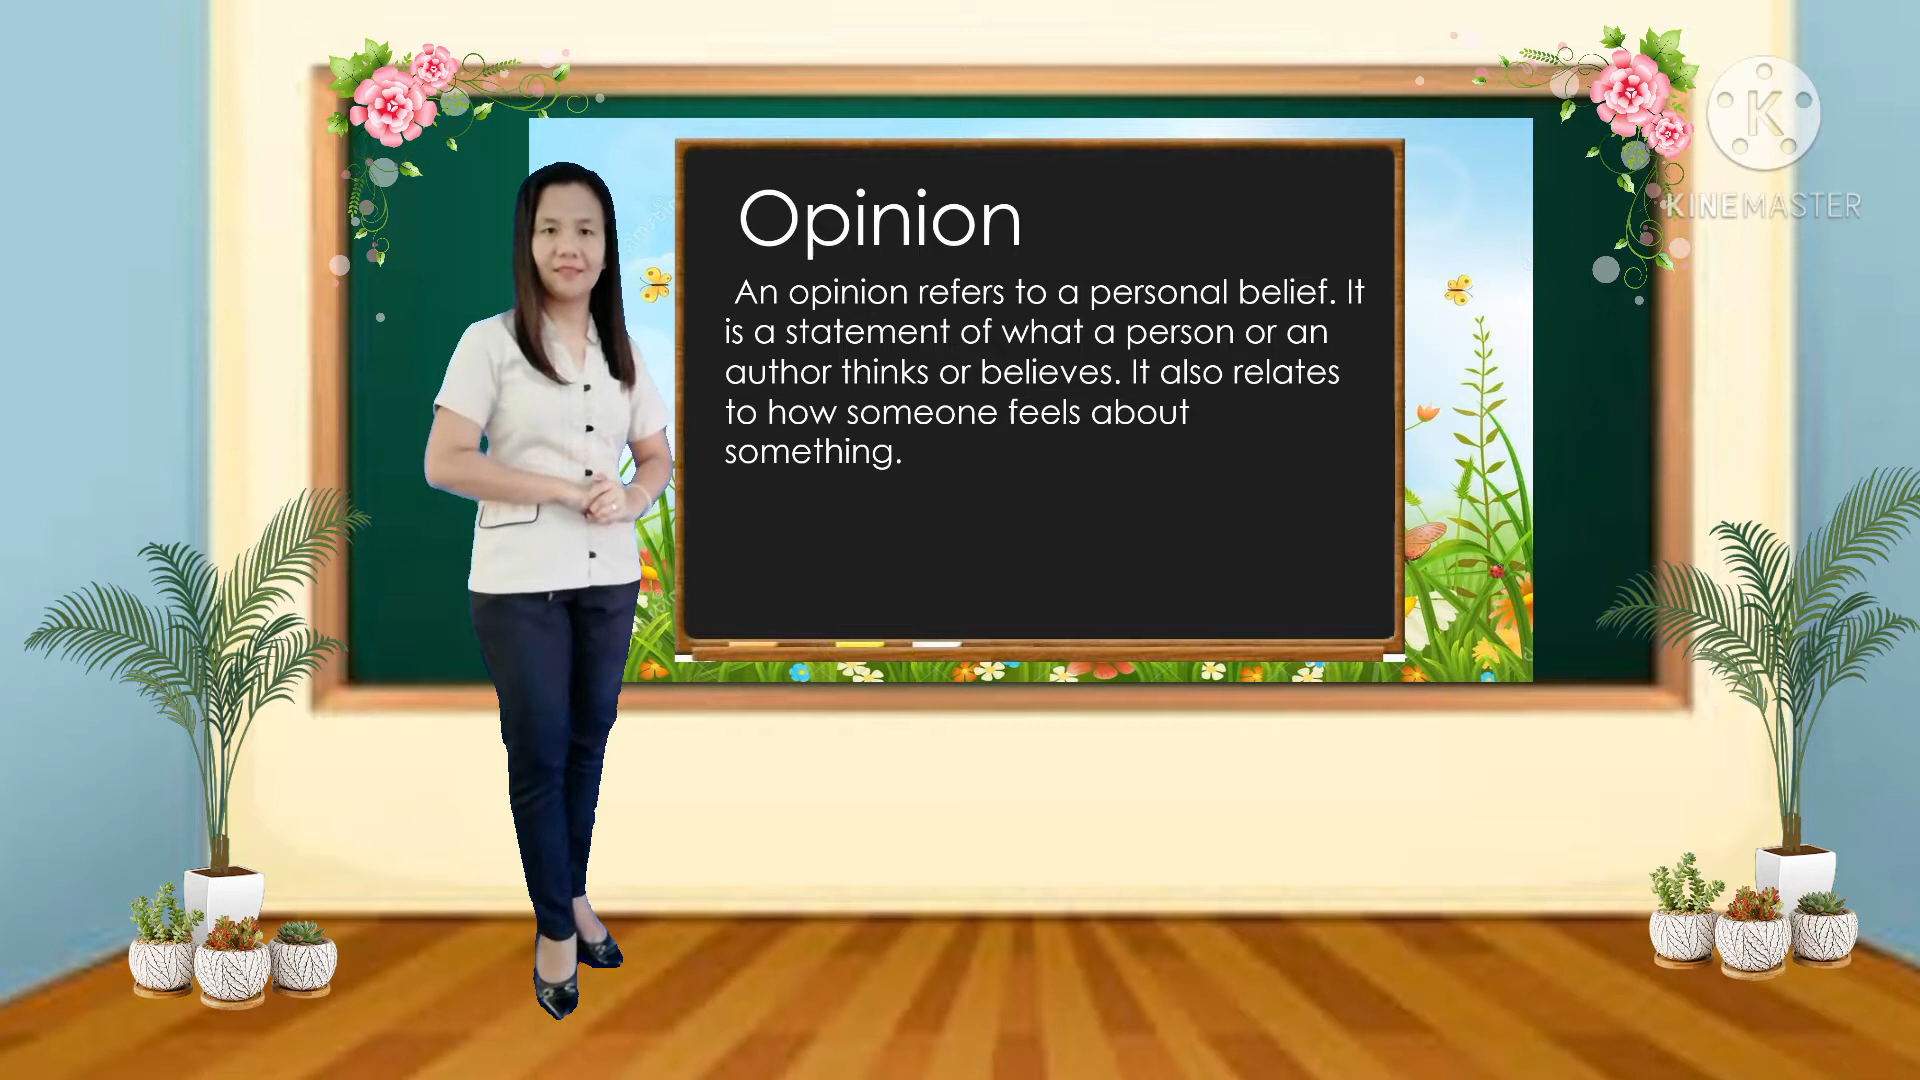 Opinion
An opinion refers to a personal belief. It
is a statement of what a person or an
author thinks or believes. It also relates
to how someone feels about
something.
K
KINEMASTER